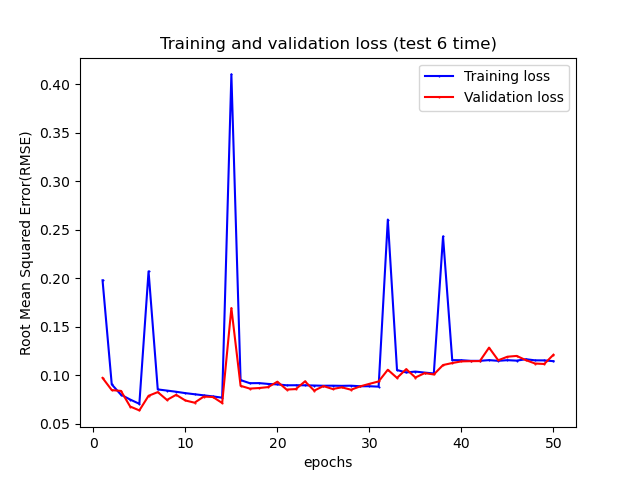 Training and validation loss (test 6 time)
Training loss
Validation loss
Root Mean Squared Error(RMSE)
0.40
0.35
0.30
0.25
0.20
0.15
0.10
0.05
0
10
20
30
40
50
epochs